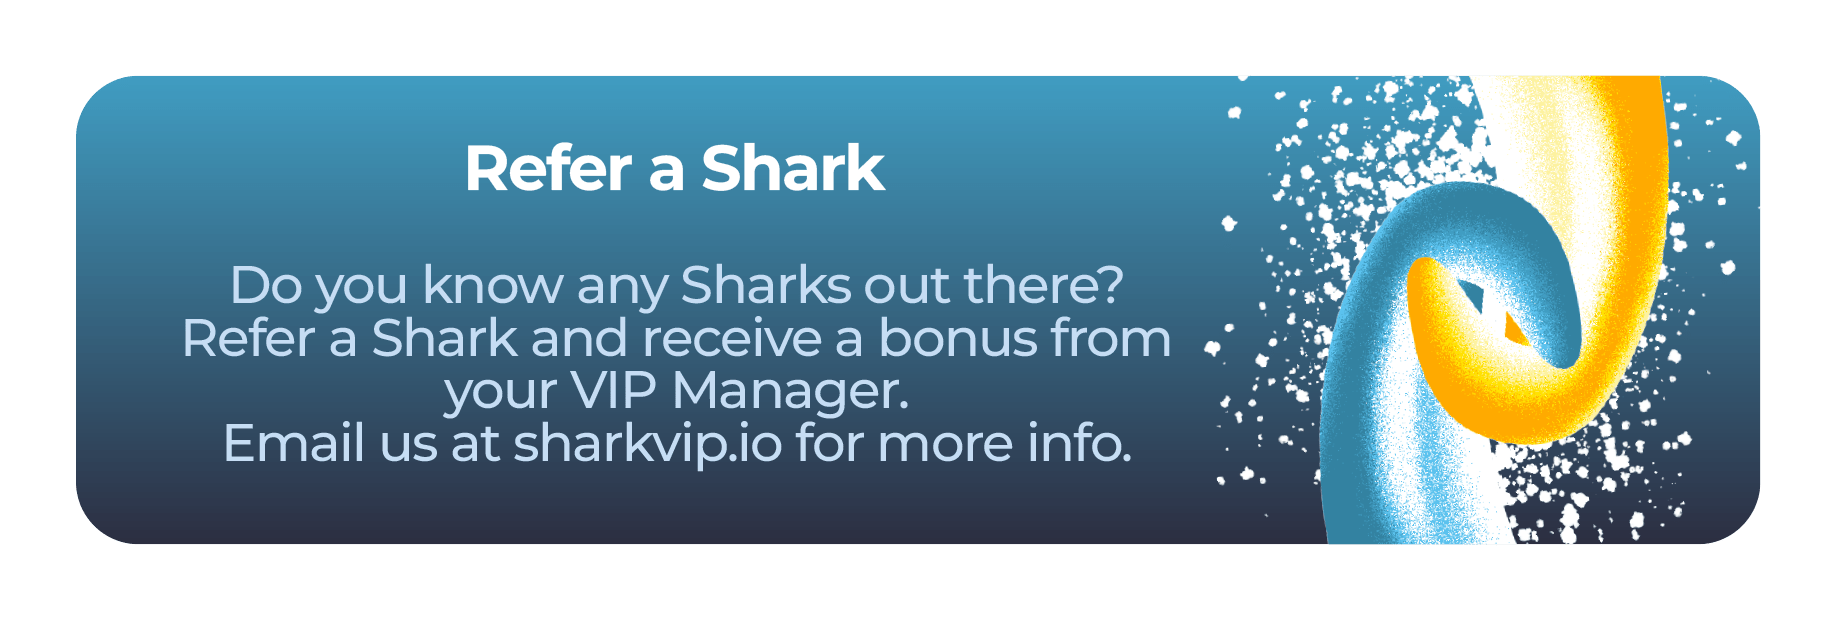 Refer a Shark
Do you know any Sharks out there?
Refer a Shark and receive a bonus from
your VIP Manager.
Email us at sharkvip.io for more info.